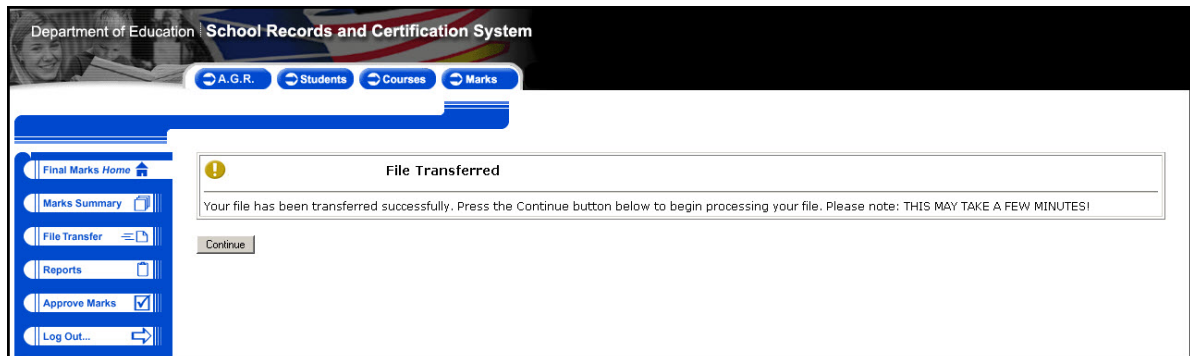 Department of Education School Records and Certification System
A.G.R. Students Courses Marks
Final Marks Home
Marks Summary
File Transfer
Reports
Approve Marks
Log Out...
File Transferred
Your file has been transferred successfully. Press the Continue button below to begin processing your file. Please note: THIS MAY TAKE A FEW MINUTES!
Continue